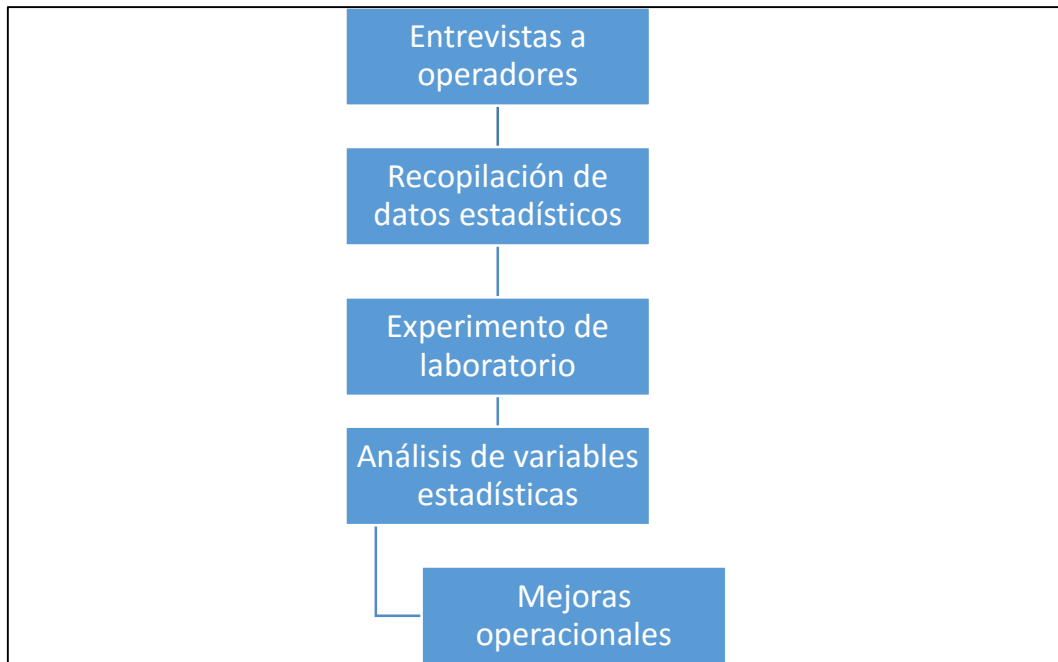 Entrevistas a
operadores
Recopilación de
datos estadísticos
Experimento de
laboratorio
Análisis de variables
estadísticas
Mejoras
operacionales